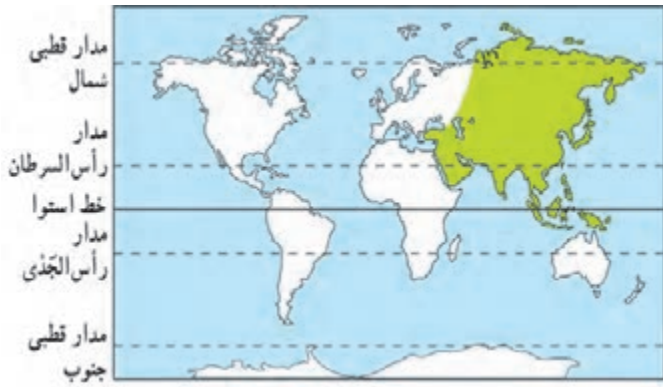 مدار قطبی
شمال
مدار
رأس‌السرطان
خط استوا
مدار
رأس‌الجَدْی
مدار قطبی
جنوب